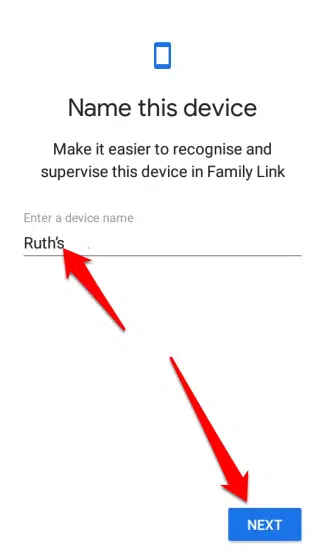 Name this device
Make it easier to recognise and
supervise this device in Family Link
Enter a device name
Ruth's
NEXT